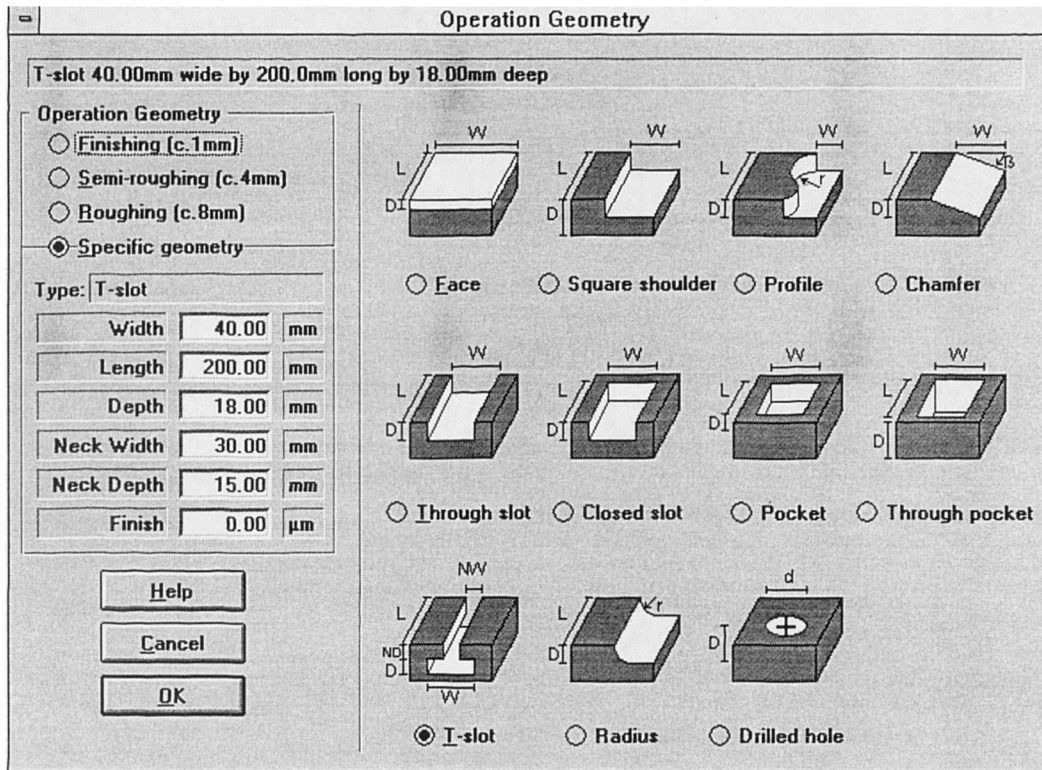 Operation Geometry
T-slot 40.00mm wide by 200.0mm long by 18.00mm deep
Operation Geometry
Finishing (c.1mm)
Semi-roughing (c.4mm)
Roughing (c.8mm)
Specific geometry
Type: T-slot
Width 40.00 mm
Length 200.00 mm
Depth 18.00 mm
Neck Width 30.00 mm
Neck Depth 15.00 mm
Finish 0.00 µm
Help
Cancel
OK
W
L
D
Face
W
L
D
Square shoulder
W
L
r
D
Profile
W
L
β
D
Chamfer
W
L
D
Through slot
W
L
D
Closed slot
W
L
D
Pocket
W
L
D
Through pocket
NW
L
ND
D
W
T-slot
L
r
D
Radius
d
D
Drilled hole